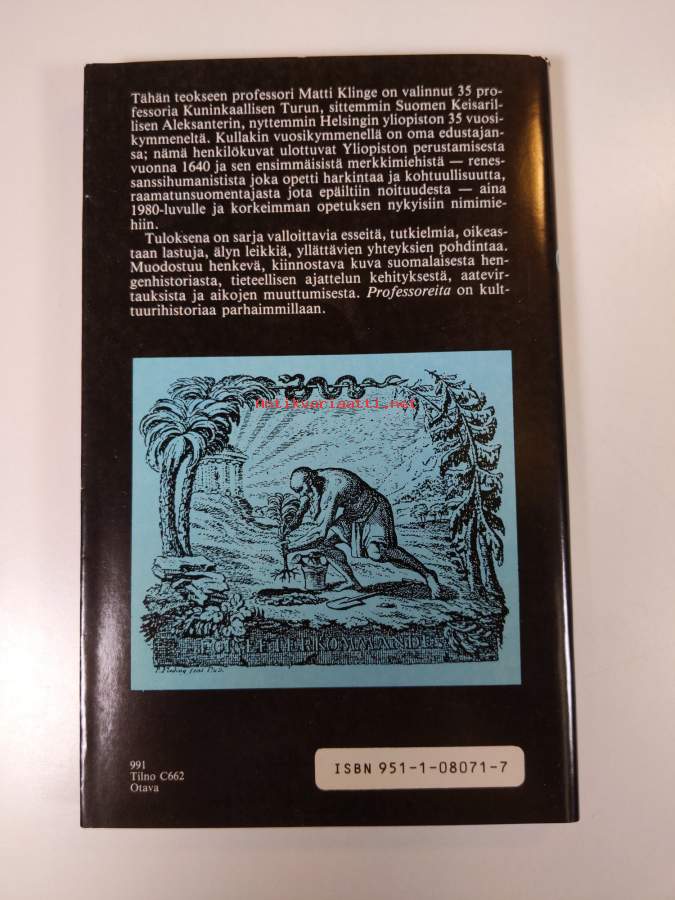 Tähän teokseen professori Matti Klinge on valinnut 35 pro-
fessoria Kuninkaallisen Turun, sittemmin Suomen Keisaril-
lisen Aleksanterin, nyttemmin Helsingin yliopiston 35 vuosi-
kymmeneltä. Kullakin vuosikymmenellä on oma edustajan-
sa; nämä henkilökuvat ulottuvat Yliopiston perustamisesta
vuonna 1640 ja sen ensimmäisistä merkkimiehistä — renes-
sanssihumanistista joka opetti harkintaa ja kohtuullisuutta,
raamatunsuomentajasta jota epäiltiin noituudesta — aina
1980-luvulle ja korkeimman opetuksen nykyisiin nimimie-
hiin.
Tuloksena on sarja valloittavia esseitä, tutkielmia, oikeas-
taan lastuja, älyn leikkiä, yllättävien yhteyksien pohdintaa.
Muodostuu henkevä, kiinnostava kuva suomalaisesta hen-
genhistoriasta, tieteellisen ajattelun kehityksestä, aatevir-
tauksista ja aikojen muuttumisesta. Professoreita on kult-
tuurihistoriaa parhaimmillaan.
Antikvariaatti.net
FÖR EFTERKOMMANDE
991
Tilno C662
Otava
ISBN 951-1-08071-7